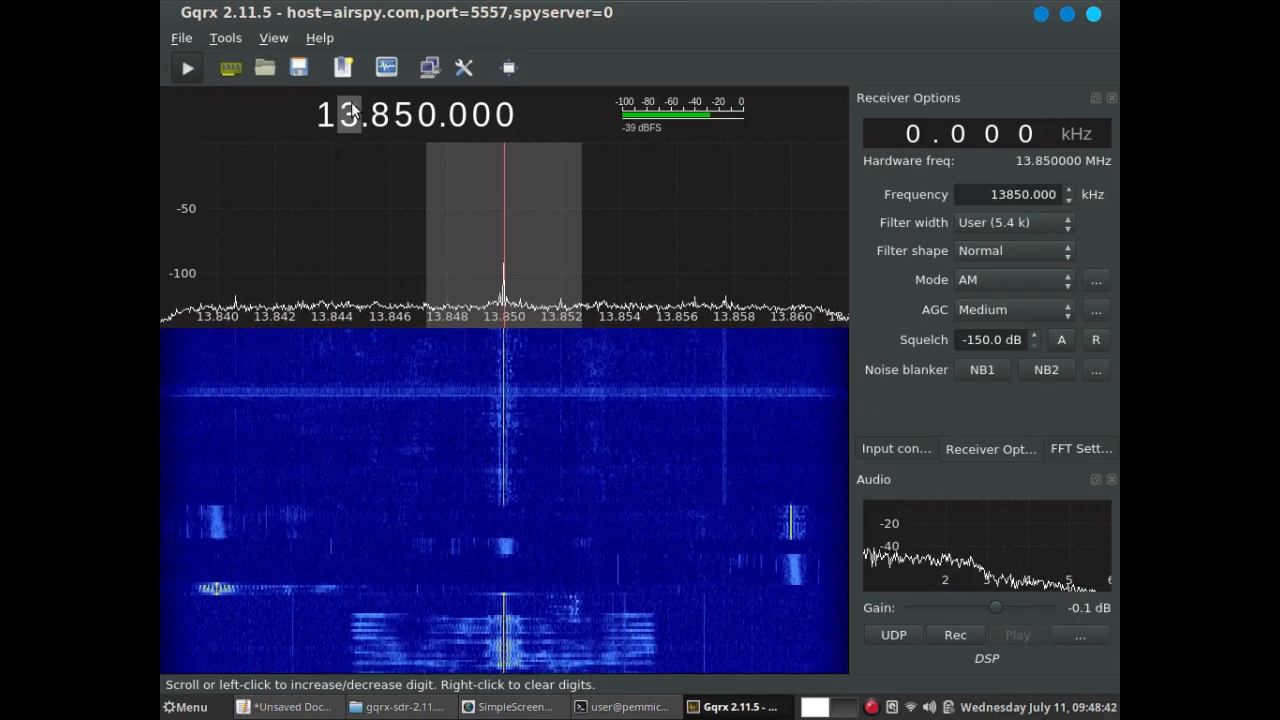 Gqrx 2.11.5 - host=airspy.com,port=5557,spyserver=0
File Tools View Help
13.850.000
-100 -80 -60 -40 -20 0
-39 dBFS
-50
-100
13.840 13.842 13.844 13.846 13.848 13.850 13.852 13.854 13.856 13.858 13.860
Receiver Options
0.000 kHz
Hardware freq: 13.850000 MHz
Frequency 13850.000 kHz
Filter width User (5.4 k)
Filter shape Normal
Mode AM ...
AGC Medium ...
Squelch -150.0 dB A R
Noise blanker NB1 NB2 ...
Input con... Receiver Opt... FFT Sett...
Audio
-20
-40
2 3 4 5 6
Gain: -0.1 dB
UDP Rec Play ...
DSP
Scroll or left-click to increase/decrease digit. Right-click to clear digits.
Menu *Unsaved Doc... gqrx-sdr-2.11.... SimpleScreen... user@pemmic... Gqrx 2.11.5 - ... Wednesday July 11, 09:48:42